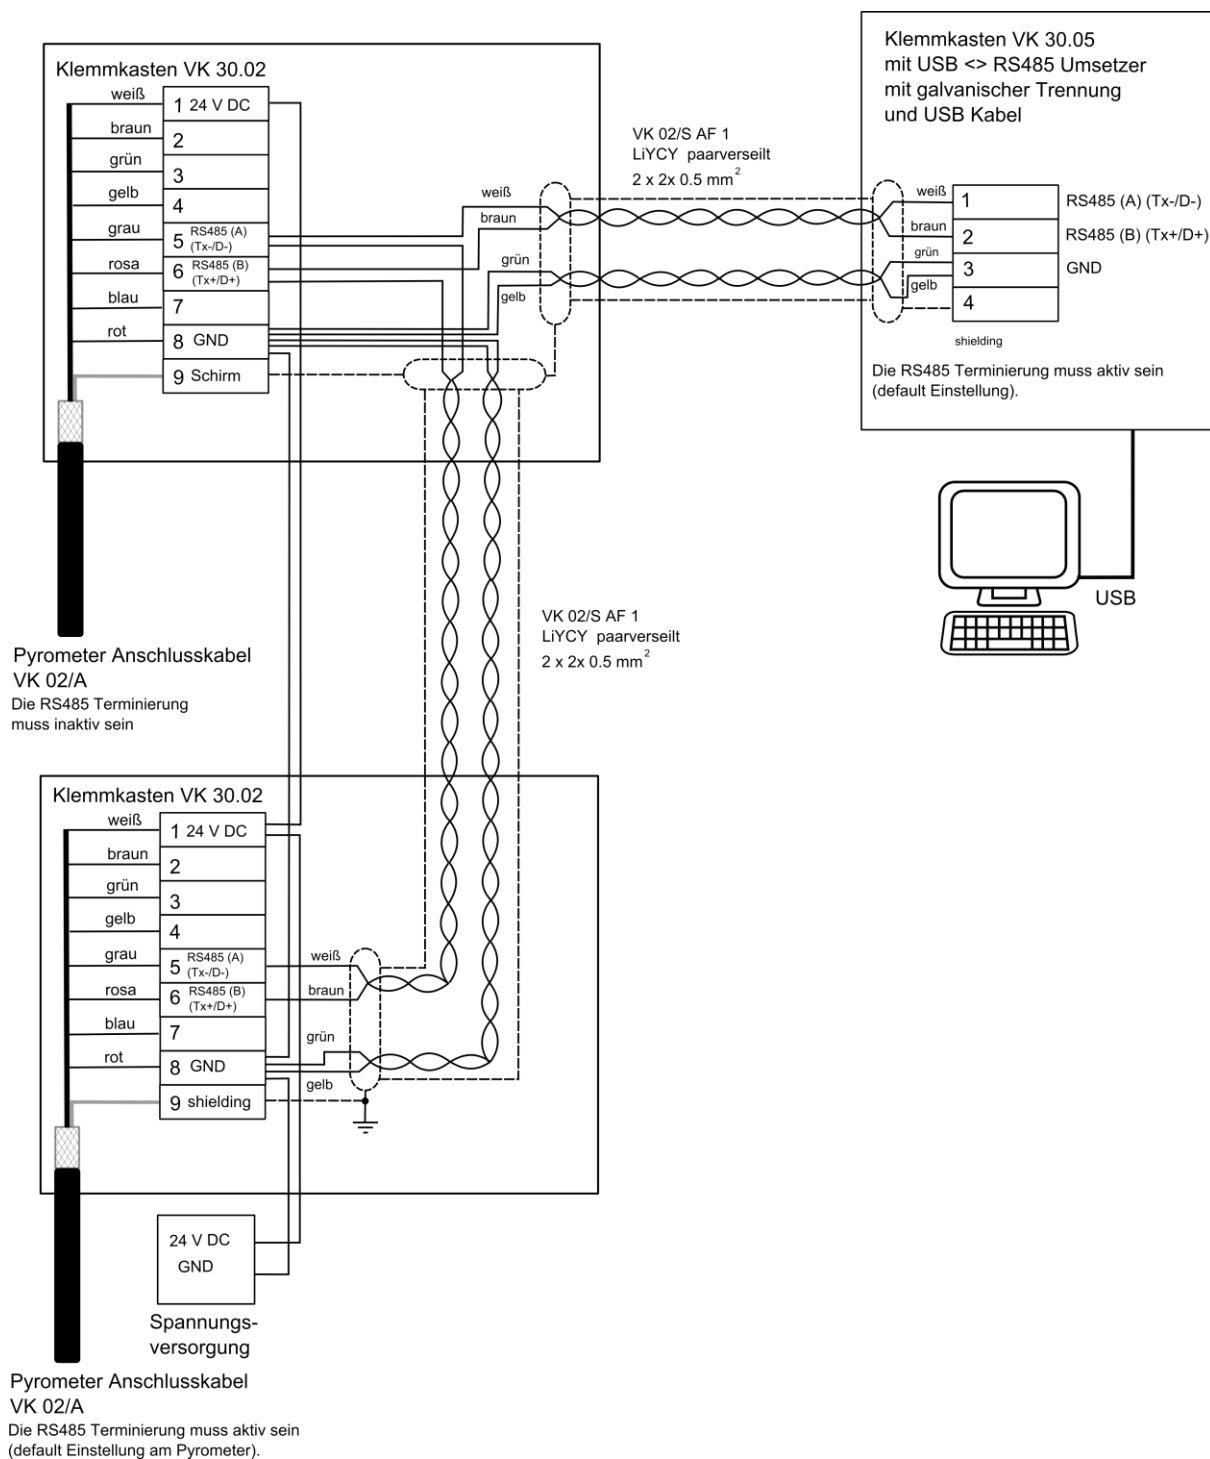 Klemmkasten VK 30.02
weiß
1 24 V DC
braun
2
grün
3
gelb
4
grau
5 RS485 (A)
(Tx-/D-)
rosa
6 RS485 (B)
(Tx+/D+)
blau
7
rot
8 GND
9 Schirm
weiß
braun
grün
gelb
VK 02/S AF 1
LiYCY paarverseilt
2 x 2x 0.5 mm²
Klemmkasten VK 30.05
mit USB <> RS485 Umsetzer
mit galvanischer Trennung
und USB Kabel
weiß
1
RS485 (A) (Tx-/D-)
braun
2
RS485 (B) (Tx+/D+)
grün
3
GND
gelb
4
shielding
Die RS485 Terminierung muss aktiv sein
(default Einstellung).
USB
Pyrometer Anschlusskabel
VK 02/A
Die RS485 Terminierung
muss inaktiv sein
VK 02/S AF 1
LiYCY paarverseilt
2 x 2x 0.5 mm²
Klemmkasten VK 30.02
weiß
1 24 V DC
braun
2
grün
3
gelb
4
grau
5 RS485 (A)
(Tx-/D-)
rosa
6 RS485 (B)
(Tx+/D+)
blau
7
rot
8 GND
9 shielding
weiß
braun
grün
gelb
24 V DC
GND
Spannungs-
versorgung
Pyrometer Anschlusskabel
VK 02/A
Die RS485 Terminierung muss aktiv sein
(default Einstellung am Pyrometer).